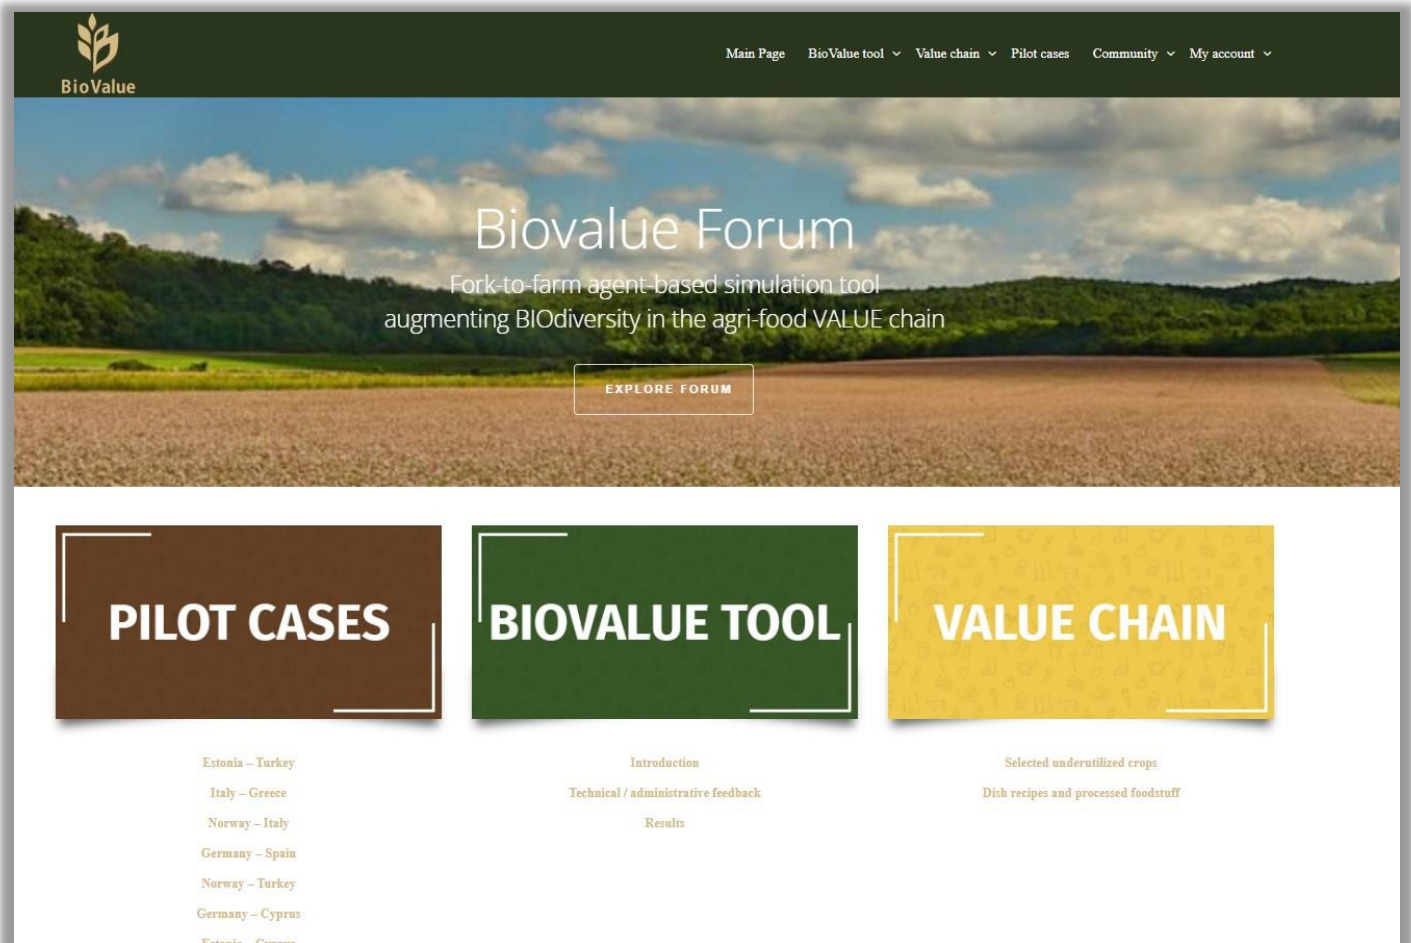 BioValue
Main Page BioValue tool Value chain Pilot cases Community My account
Biovalue Forum
Fork-to-farm agent-based simulation tool
augmenting BIOdiversity in the agri-food VALUE chain
EXPLORE FORUM
PILOT CASES
Estonia – Turkey
Italy – Greece
Norway – Italy
Germany – Spain
Norway – Turkey
Germany – Cyprus
Estonia – Cyprus
BIOVALUE TOOL
Introduction
Technical / administrative feedback
Results
VALUE CHAIN
Selected underutilized crops
Dish recipes and processed foodstuff